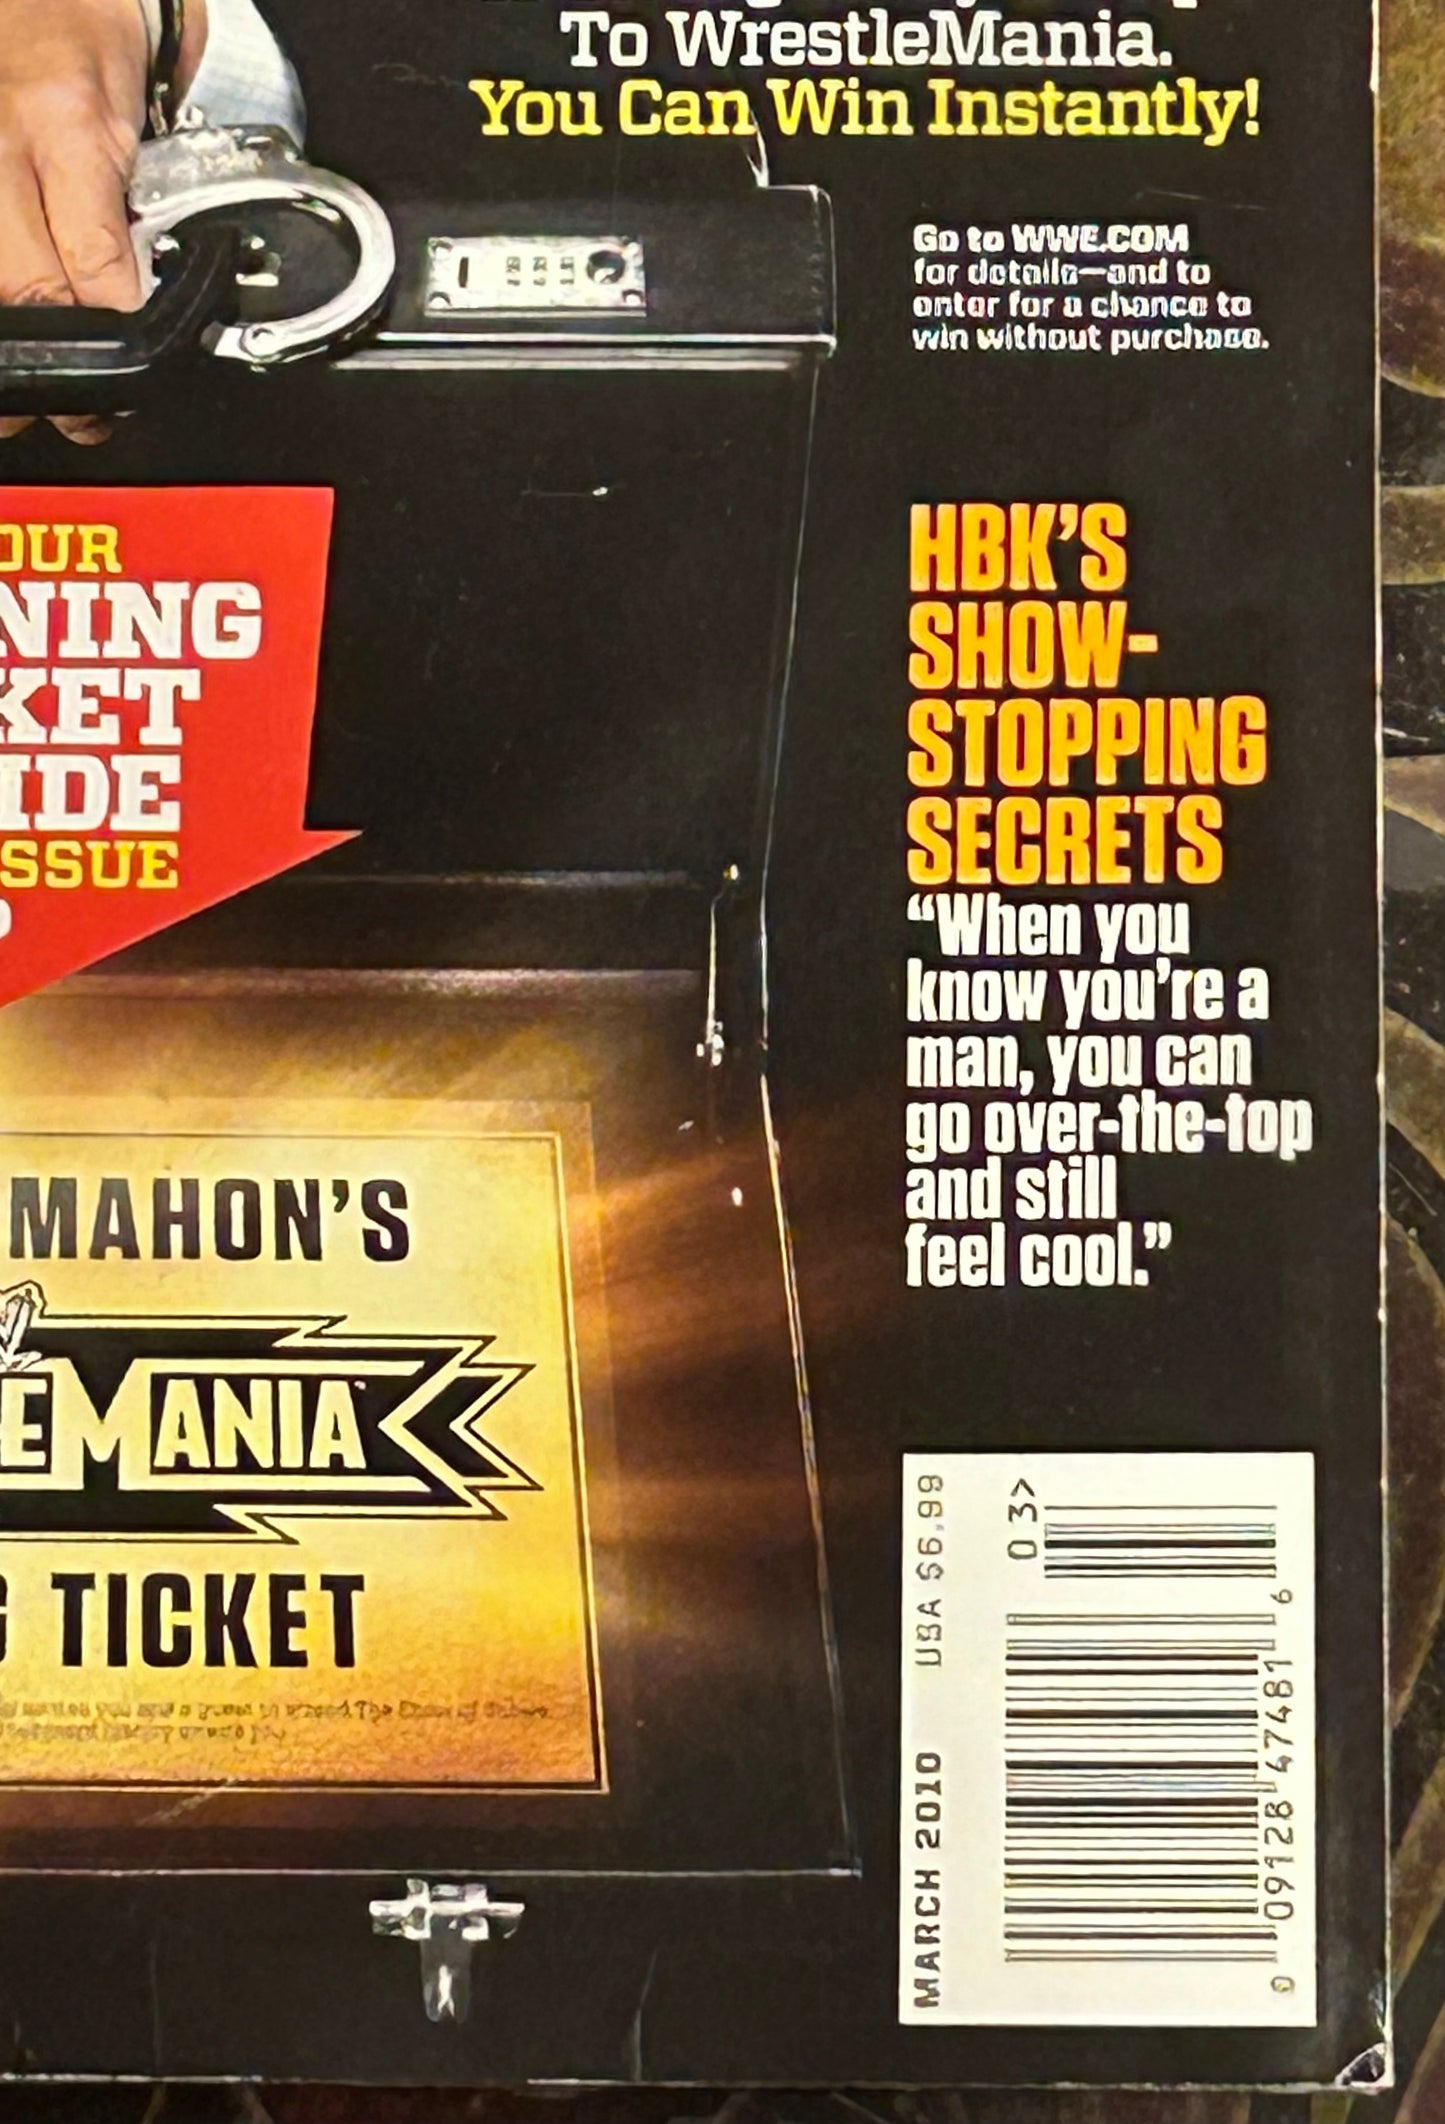 To WrestleMania.
You Can Win Instantly!
Go to WWE.COM
for details—and to
enter for a chance to
win without purchase.
OUR
NING
KET
IDE
ISSUE
HBK'S
SHOW-
STOPPING
SECRETS
“When you
know you’re a
man, you can
go over-the-top
and still
feel cool.”
MAHON'S
EMANIA
TICKET
MARCH 2010 USA $6.99
0 09128 47481 6
03>